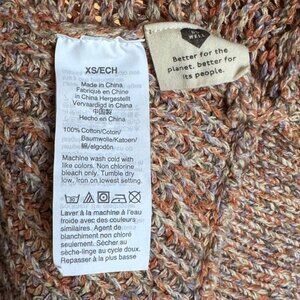 XS/ECH
Made in China
Fabriqué en Chine
in China Hergestellt
Vervaardigd in China
中国製
Hecho en China
100% Cotton/Coton/
Baumwolle/Katoen/
綿/algodón.
Machine wash cold with
like colors. Non chlorine
bleach only. Tumble dry
low. Iron on lowest setting.
Laver à la machine à l'eau
froide avec des couleurs
similaires. Agent de
blanchiment non chloré
seulement. Sécher au
sèche-linge au cycle doux.
Repasser à la plus basse
WELL
Better for the
planet, better for
its people.